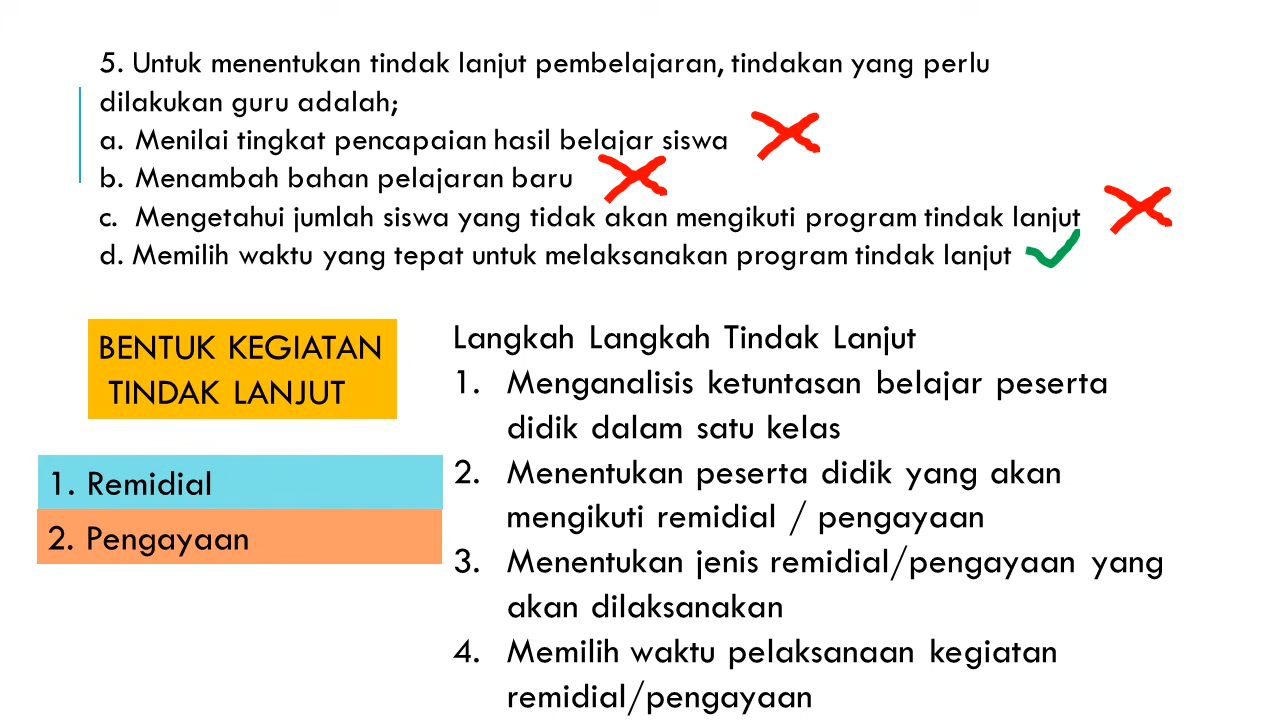 5. Untuk menentukan tindak lanjut pembelajaran, tindakan yang perlu
dilakukan guru adalah;
a. Menilai tingkat pencapaian hasil belajar siswa
b. Menambah bahan pelajaran baru
c. Mengetahui jumlah siswa yang tidak akan mengikuti program tindak lanjut
d. Memilih waktu yang tepat untuk melaksanakan program tindak lanjut
BENTUK KEGIATAN
TINDAK LANJUT
1. Remidial
2. Pengayaan
Langkah Langkah Tindak Lanjut
1. Menganalisis ketuntasan belajar peserta
didik dalam satu kelas
2. Menentukan peserta didik yang akan
mengikuti remidial / pengayaan
3. Menentukan jenis remidial/pengayaan yang
akan dilaksanakan
4. Memilih waktu pelaksanaan kegiatan
remidial/pengayaan